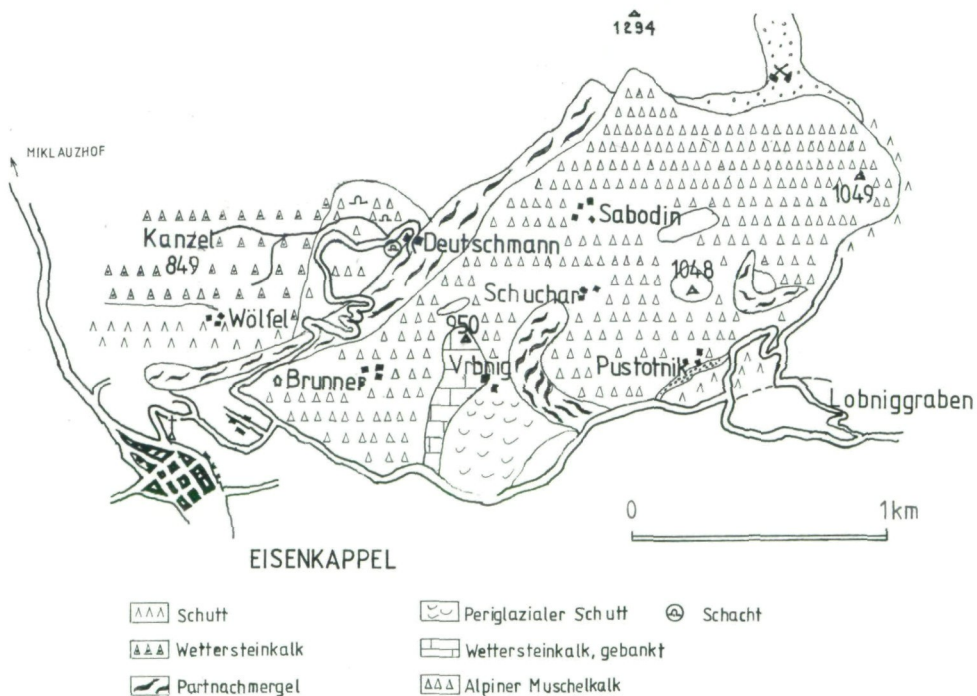 1294
MIKLAUZHOF
1049
Sabodin
Kanzel
Deutschmann
849
1048
Schuchar
Wölfel
950
Brunner
Vrbnig
Pustotnik
Lobniggraben
0 1km
EISENKAPPEL
Schutt
Periglazialer Schutt
Schacht
Wettersteinkalk
Wettersteinkalk, gebankt
Partnachmergel
Alpiner Muschelkalk